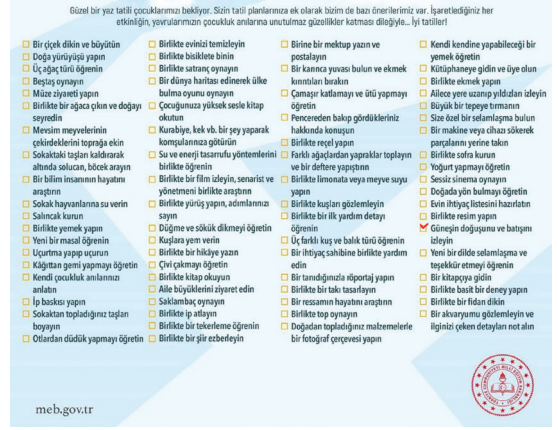 Güzel bir yaz tatili çocuklarımızı bekliyor. Sizin tatil planlarınıza ek olarak bizim de bazı önerilerimiz var. İşaretlediğiniz her
etkinliğin, yavrularımızın çocukluk anılarına unutulmaz güzellikler katması dileğiyle... İyi tatiller!
Bir çiçek dikin ve büyütün
Doğa yürüyüşü yapın
Üç ağaç türü öğrenin
Beştaş oynayın
Müze ziyareti yapın
Birlikte bir ağaca çıkın ve doğayı
seyredin
Mevsim meyvelerinin
çekirdeklerini toprağa ekin
Sokaktaki taşları kaldırarak
altında solucan, böcek arayın
Bir bilim insanının hayatını
araştırın
Sokak hayvanlarına su verin
Salıncak kurun
Birlikte yemek yapın
Yeni bir masal öğrenin
Uçurtma yapıp uçurun
Kâğıttan gemi yapmayı öğretin
Kendi çocukluk anılarınızı
anlatın
İp baskısı yapın
Sokaktan topladığınız taşları
boyayın
Otlardan düdük yapmayı öğretin
Birlikte evinizi temizleyin
Birlikte bisiklete binin
Birlikte satranç oynayın
Bir dünya haritası edinerek ülke
bulma oyunu oynayın
Çocuğunuza yüksek sesle kitap
okutun
Kurabiye, kek vb. bir şey yaparak
komşularınıza götürün
Su ve enerji tasarrufu yöntemlerini
birlikte öğrenin
Birlikte bir film izleyin, senarist ve
yönetmeni birlikte araştırın
Birlikte yürüş yapın, adımlarınızı
sayın
Düğme ve sökük dikmeyi öğretin
Kuşlara yem verin
Birlikte bir hikâye yazın
Çivi çakmayı öğretin
Birlikte kitap okuyun
Aile büyüklerini ziyaret edin
Saklambaç oynayın
Birlikte ip atlayın
Birlikte bir tekerleme öğrenin
Birlikte bir şiir ezberleyin
Birine bir mektup yazın ve
postalayın
Bir karınca yuvası bulun ve ekmek
kırıntıları bırakın
Çamaşır katlamayı ve ütü yapmayı
öğretin
Pencereden bakıp gördükleriniz
hakkında konuşun
Birlikte reçel yapın
Farklı ağaçlardan yapraklar toplayın
ve bir deftere yapıştırın
Birlikte limonata veya meyve suyu
yapın
Birlikte kuşları gözlemleyin
Birlikte bir ilk yardım detayı
öğrenin
Üç farklı kuş ve balık türü öğrenin
Bir ihtiyaç sahibine birlikte yardım
edin
Bir tanıdığınızla röportaj yapın
Birlikte bir takı tasarlayın
Bir ressamın hayatını araştırın
Birlikte top oynayın
Doğadan topladığınız malzemelerle
bir fotoğraf çerçevesi yapın
Kendi kendine yapabileceği bir
yemek öğretin
Kütüphaneye gidin ve üye olun
Birlikte ekmek yapın
Ailece yere uzanıp yıldızları izleyin
Büyük bir tepeye tırmanın
Size özel bir selamlaşma bulun
Bir makine veya cihazı sökerek
parçalarını yerine takın
Birlikte sofra kurun
Yoğurt yapmayı öğretin
Sessiz sinema oynayın
Doğada yön bulmayı öğretin
Evin ihtiyaç listesini hazırlatın
Birlikte resim yapın
Güneşin doğuşunu ve batışını
izleyin
Yeni bir dilde selamlaşma ve
teşekkür etmeyi öğrenin
Bir kitapçıya gidin
Birlikte basit bir deney yapın
Birlikte bir fidan dikin
Bir akvaryumu gözlemleyin ve
ilginizi çeken detayları not alın
meb.gov.tr